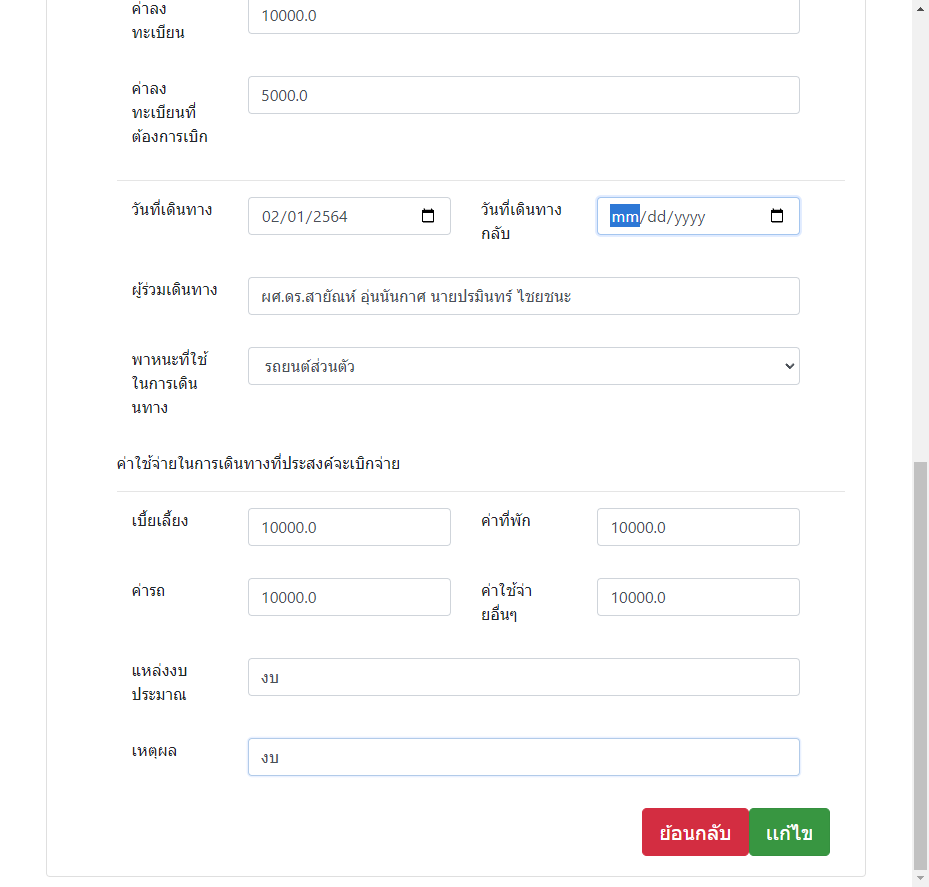 ค่าลง
ทะเบียน
10000.0
ค่าลง
ทะเบียนที่
ต้องการเบิก
5000.0
วันที่เดินทาง
02/01/2564
วันที่เดินทาง
กลับ
mm/dd/yyyy
ผู้ร่วมเดินทาง
ผศ.ดร.สายัณห์ อุ่นนันกาศ นายปรมินทร์ ไชยชนะ
พาหนะที่ใช้
ในการเดิน
นทาง
รถยนต์ส่วนตัว
ค่าใช้จ่ายในการเดินทางที่ประสงค์จะเบิกจ่าย
เบี้ยเลี้ยง
10000.0
ค่าที่พัก
10000.0
ค่ารถ
10000.0
ค่าใช้จ่า
ยอื่นๆ
10000.0
แหล่งงบ
ประมาณ
งบ
เหตุผล
งบ
ย้อนกลับ
แก้ไข